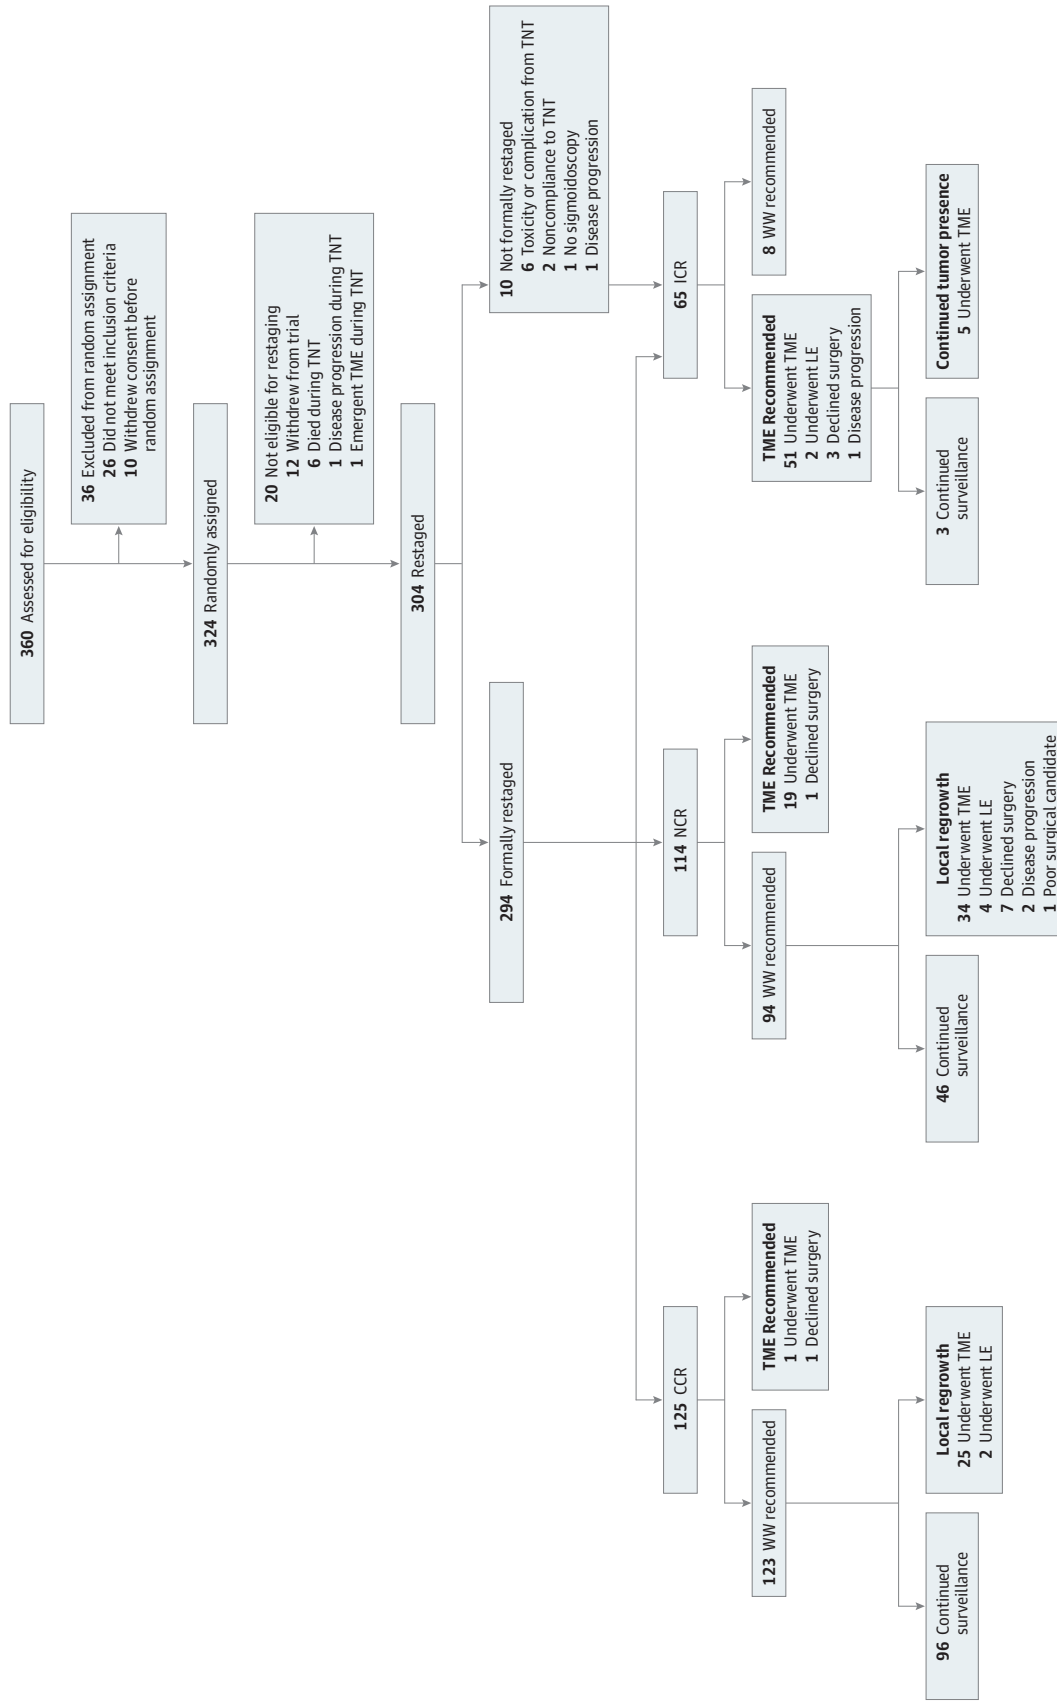 360 Assessed for eligibility
36 Excluded from random assignment
26 Did not meet inclusion criteria
10 Withdrew consent before
random assignment
324 Randomly assigned
20 Not eligible for restaging
12 Withdrew from trial
6 Died during TNT
1 Disease progression during TNT
1 Emergent TME during TNT
304 Restaged
294 Formally restaged
10 Not formally restaged
6 Toxicity or complication from TNT
2 Noncompliance to TNT
1 No sigmoidoscopy
1 Disease progression
125 CCR
114 NCR
65 ICR
123 WW recommended
TME Recommended
1 Underwent TME
1 Declined surgery
94 WW recommended
TME Recommended
19 Underwent TME
1 Declined surgery
TME Recommended
51 Underwent TME
2 Underwent LE
3 Declined surgery
1 Disease progression
8 WW recommended
96 Continued
surveillance
Local regrowth
25 Underwent TME
2 Underwent LE
46 Continued
surveillance
Local regrowth
34 Underwent TME
4 Underwent LE
7 Declined surgery
2 Disease progression
1 Poor surgical candidate
3 Continued
surveillance
Continued tumor presence
5 Underwent TME